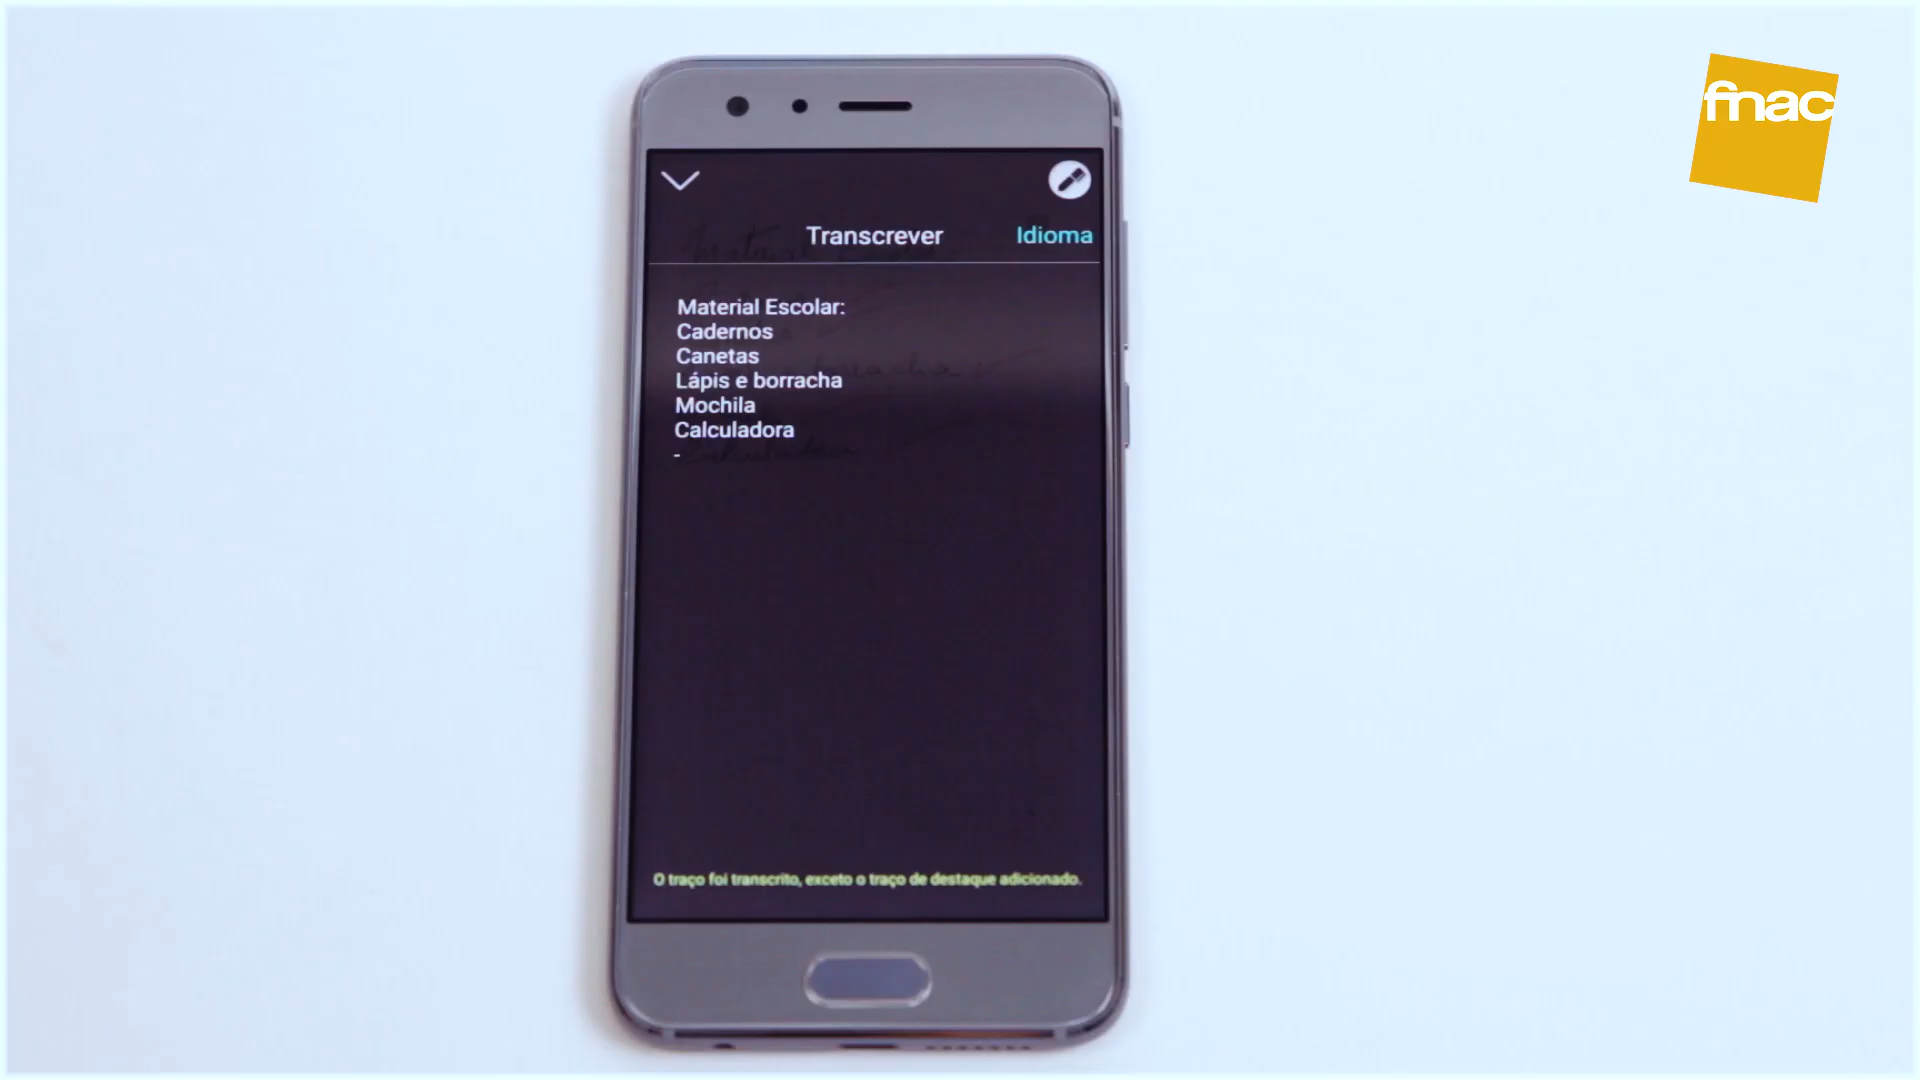 fnac
Transcrever
Idioma
Material Escolar:
Cadernos
Canetas
Lápis e borracha
Mochila
Calculadora
-
O traço foi transcrito, exceto o traço de destaque adicionado.